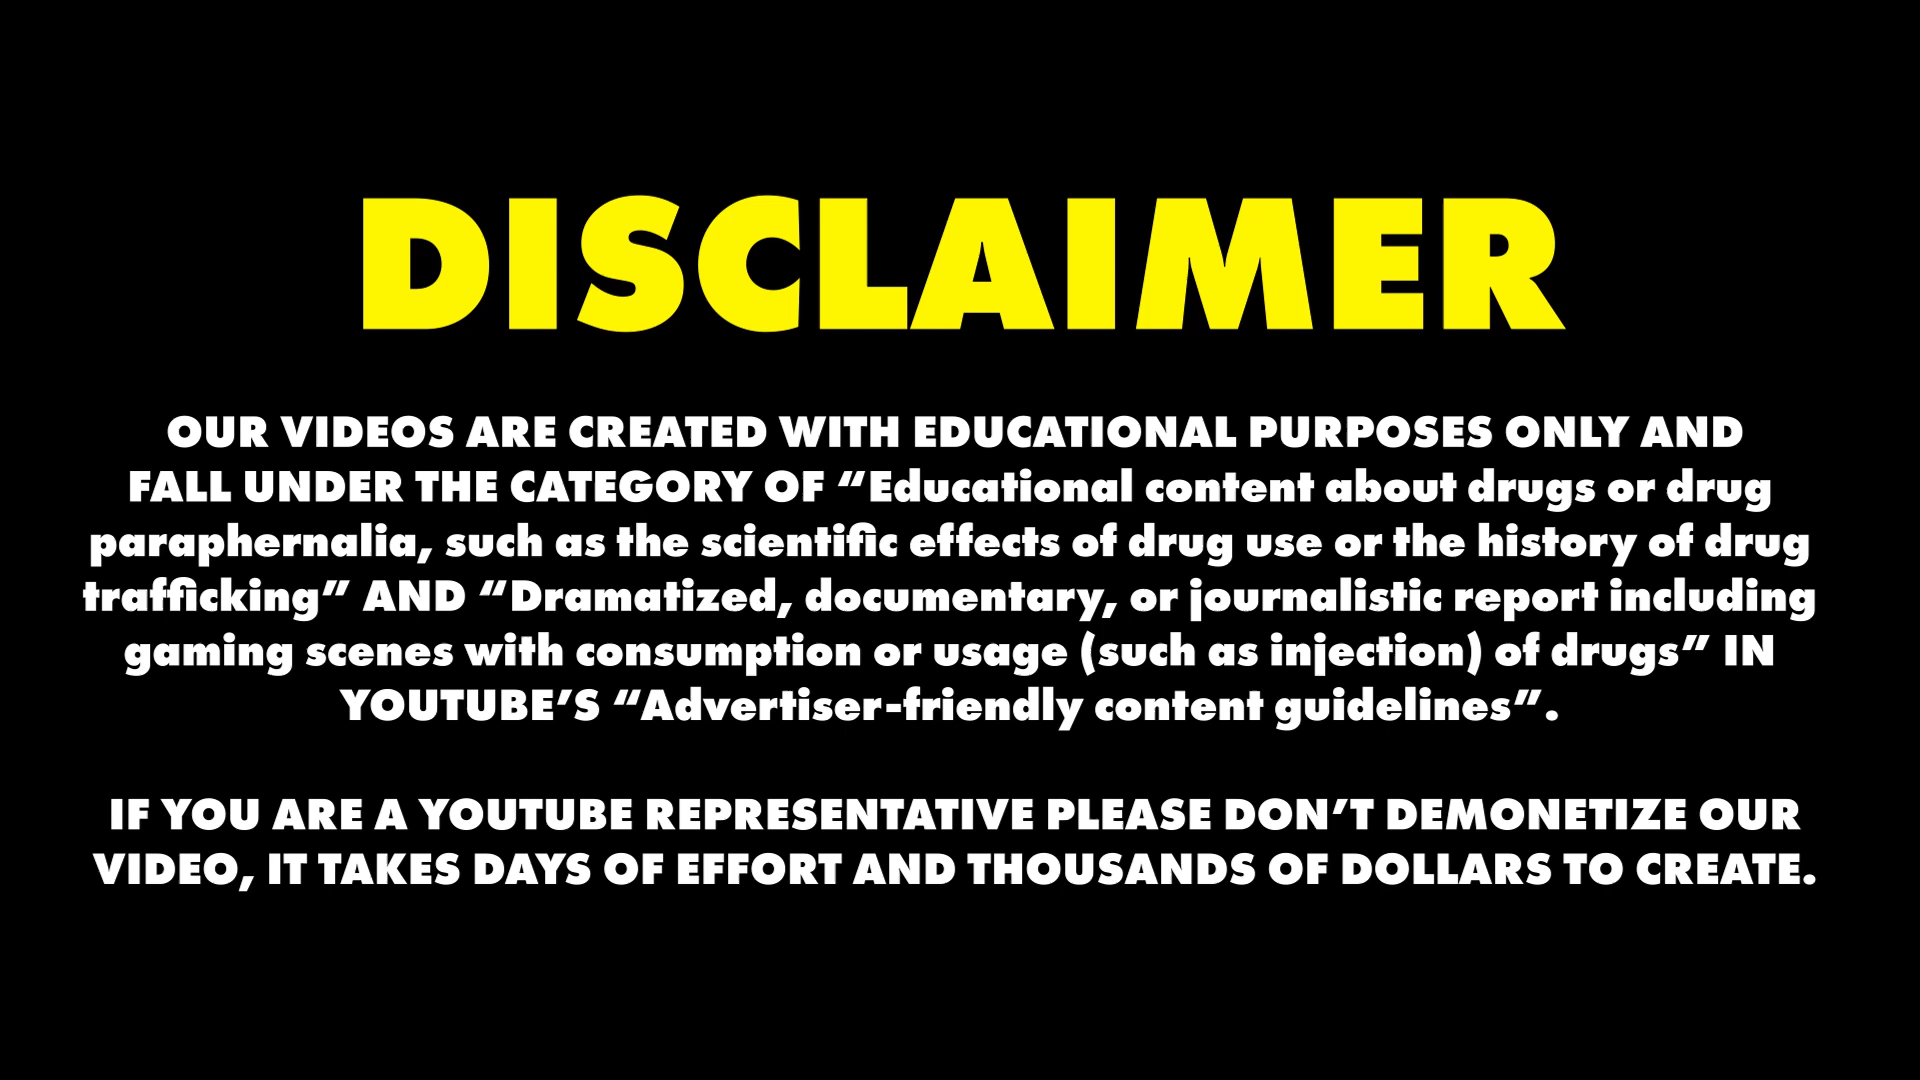 DISCLAIMER
OUR VIDEOS ARE CREATED WITH EDUCATIONAL PURPOSES ONLY AND
FALL UNDER THE CATEGORY OF “Educational content about drugs or drug
paraphernalia, such as the scientific effects of drug use or the history of drug
trafficking” AND “Dramatized, documentary, or journalistic report including
gaming scenes with consumption or usage (such as injection) of drugs” IN
YOUTUBE’S “Advertiser-friendly content guidelines”.
IF YOU ARE A YOUTUBE REPRESENTATIVE PLEASE DON’T DEMONETIZE OUR
VIDEO, IT TAKES DAYS OF EFFORT AND THOUSANDS OF DOLLARS TO CREATE.